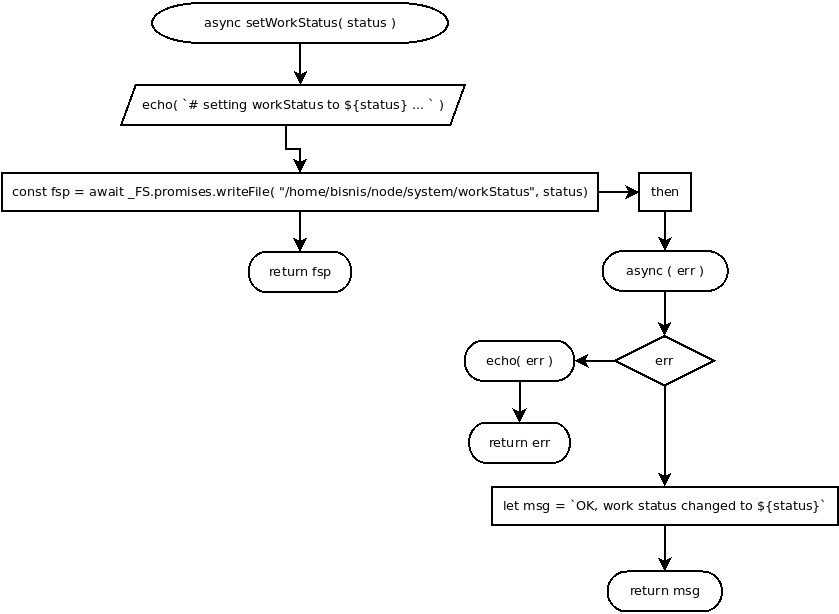 async setWorkStatus( status )
echo( `# setting workStatus to ${status} ... ` )
const fsp = await _FS.promises.writeFile( "/home/bisnis/node/system/workStatus", status)
then
return fsp
async ( err )
echo( err )
err
return err
let msg = `OK, work status changed to ${status}`
return msg